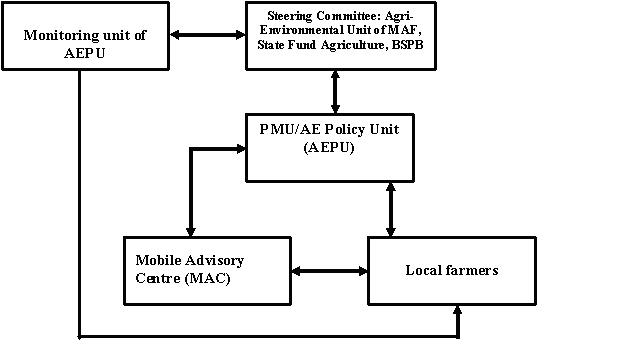 Monitoring unit of
AEPU
Steering Committee: Agri-
Environmental Unit of MAF,
State Fund Agriculture, BSPB
PMU/AE Policy Unit
(AEPU)
Mobile Advisory
Centre (MAC)
Local farmers